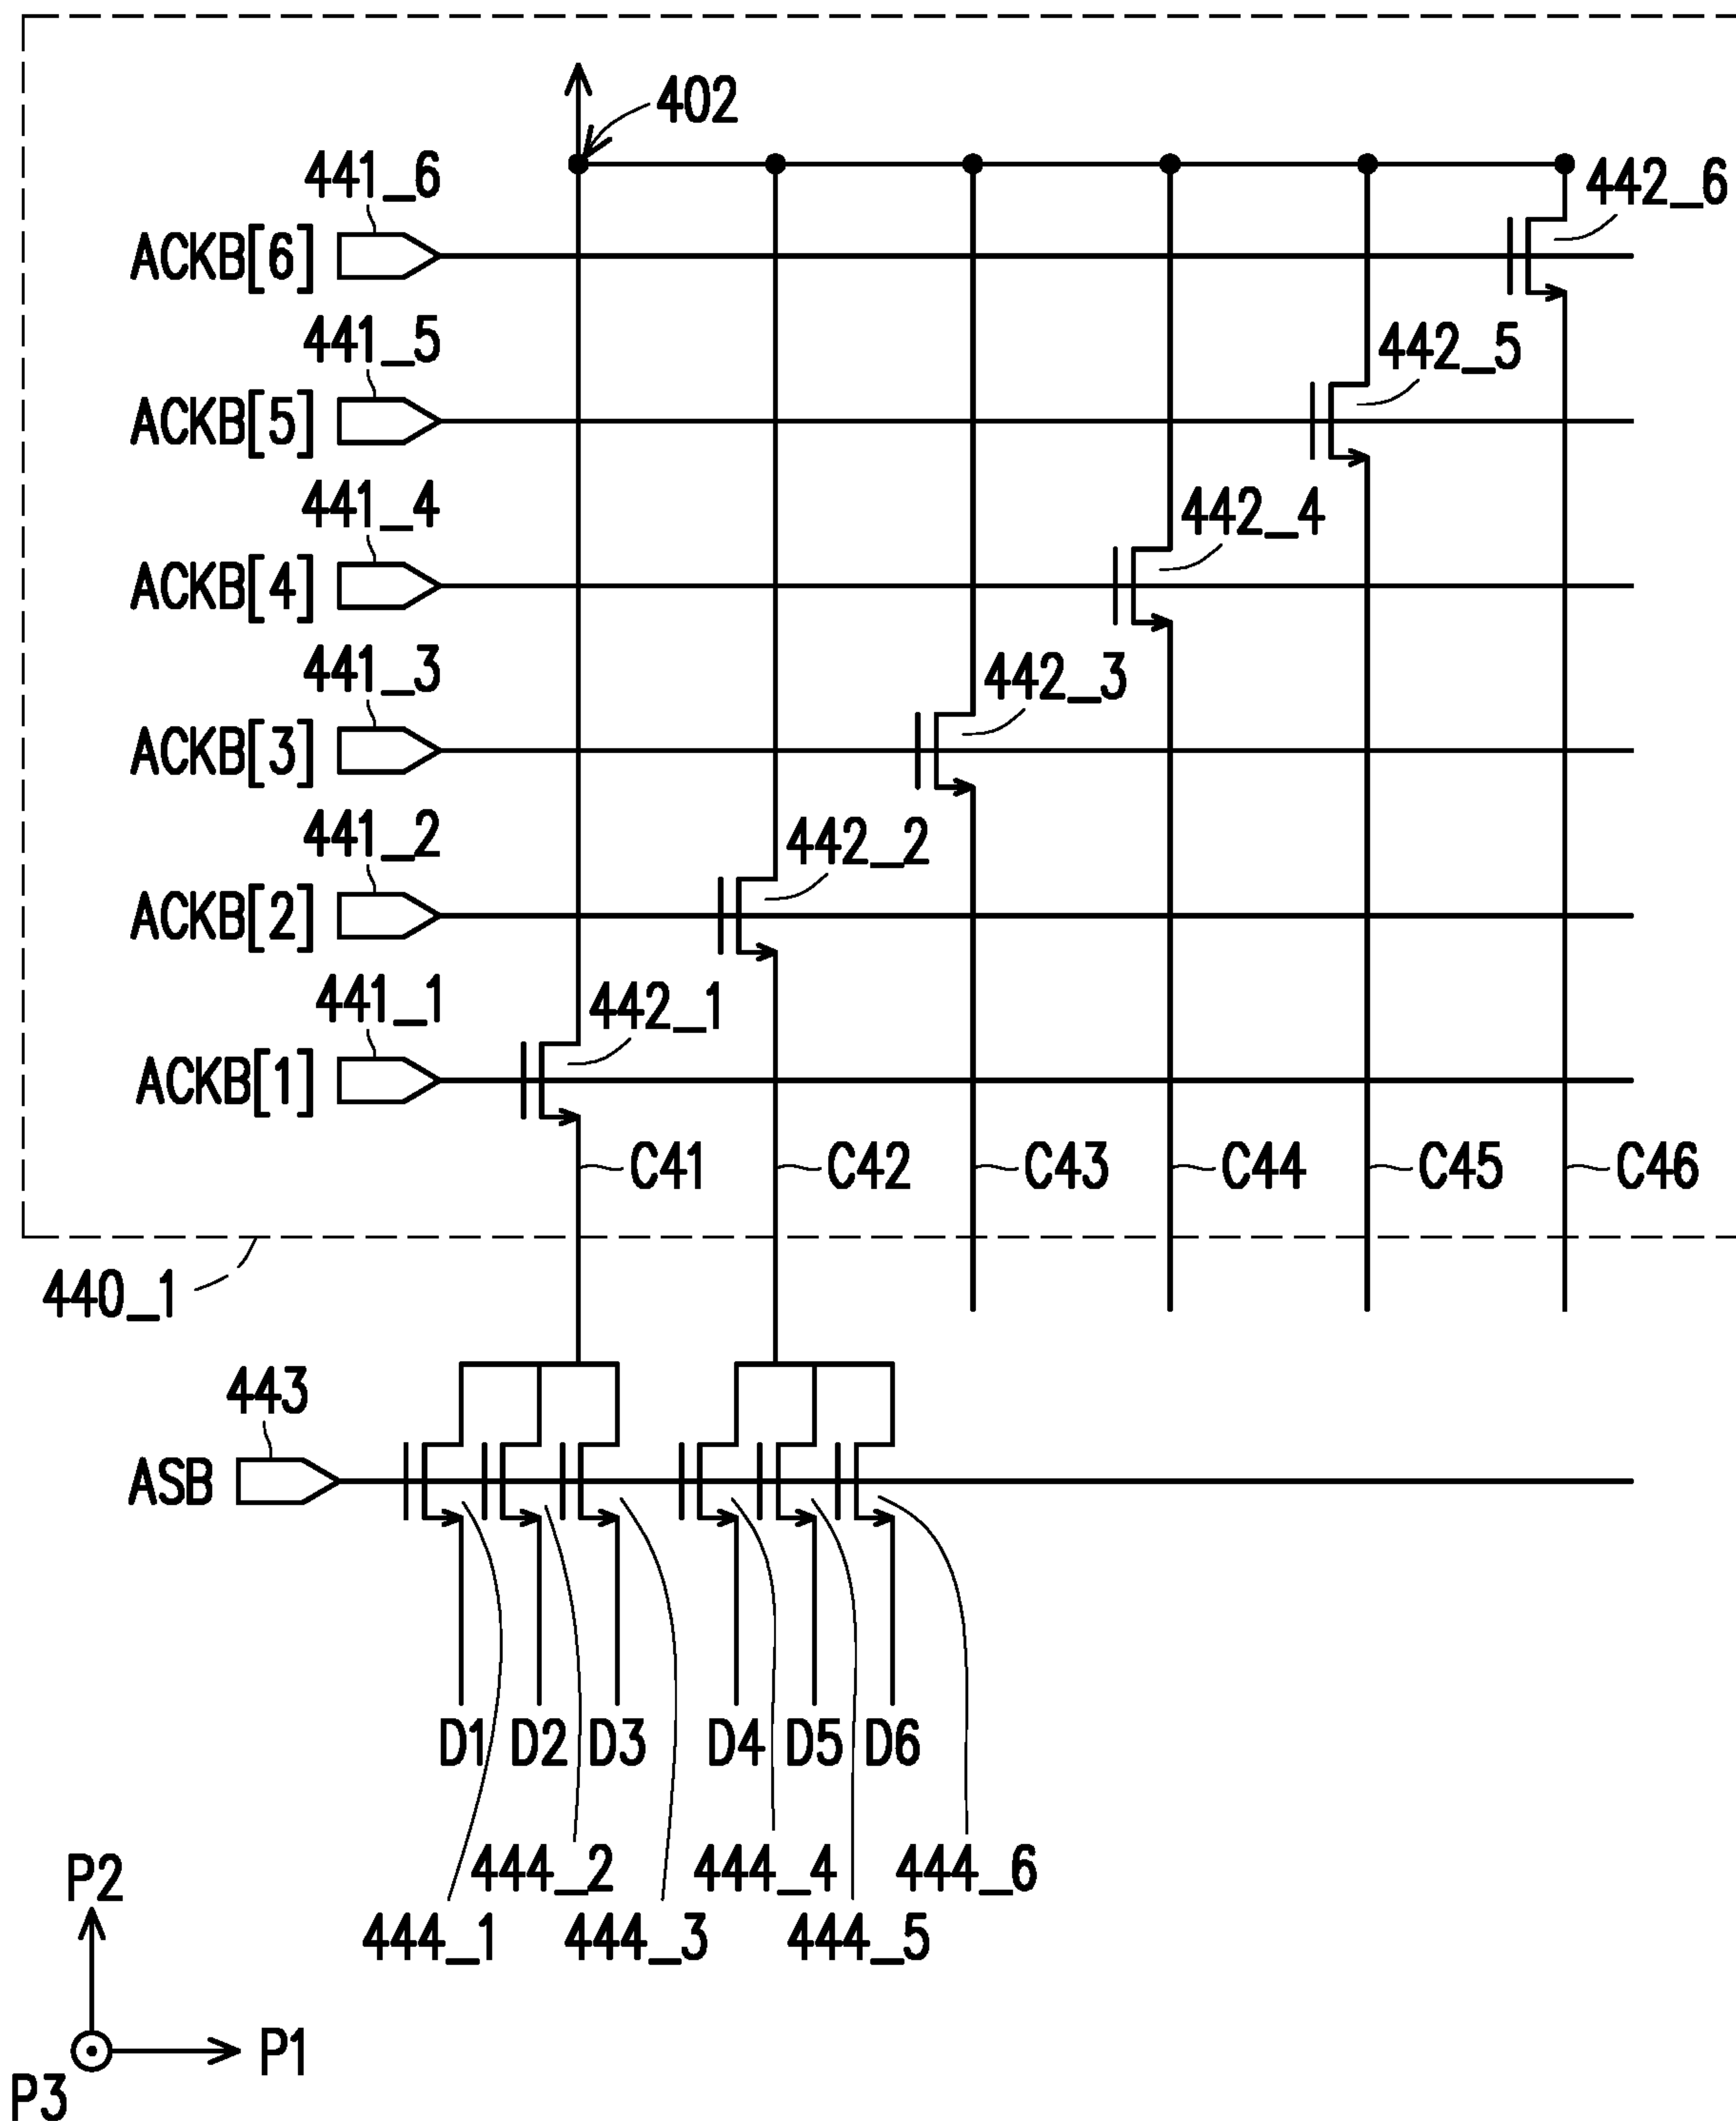 402
441_6
442_6
ACKB[6]
441_5
442_5
ACKB[5]
441_4
442_4
ACKB[4]
441_3
442_3
ACKB[3]
441_2
442_2
ACKB[2]
441_1
442_1
ACKB[1]
C41 C42 C43 C44 C45 C46
440_1
443
ASB
D1 D2 D3 D4 D5 D6
444_2 444_4 444_6
444_1 444_3 444_5
P2
P1
P3